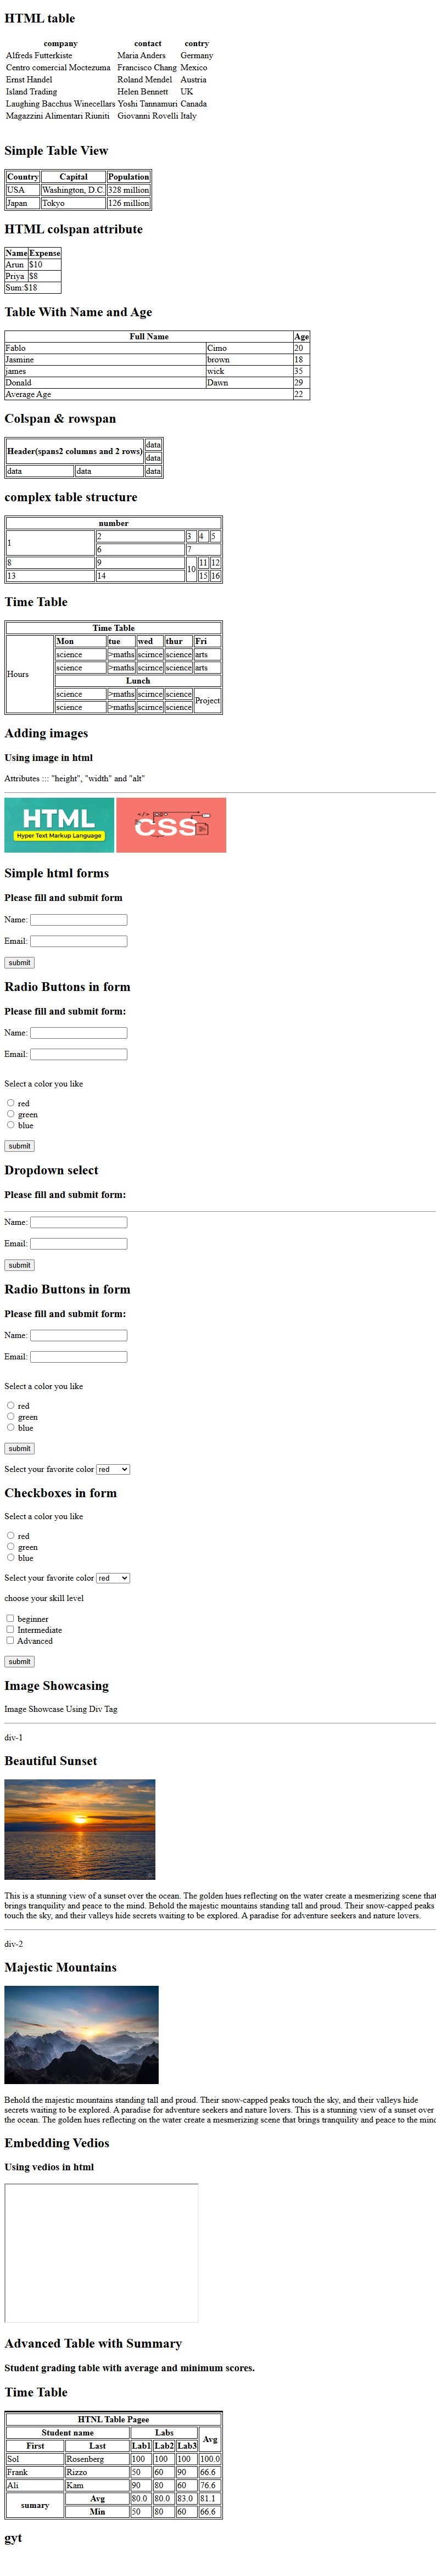 HTML table
company contact contry
Alfreds Futterkiste Maria Anders Germany
Centro comercial Moctezuma Francisco Chang Mexico
Ernst Handel Roland Mendel Austria
Island Trading Helen Bennett UK
Laughing Bacchus Winecellars Yoshi Tannamuri Canada
Magazzini Alimentari Riuniti Giovanni Rovelli Italy
Simple Table View
Country Capital Population
USA Washington, D.C. 328 million
Japan Tokyo 126 million
HTML colspan attribute
Name Expense
Arun $10
Priya $8
Sum:$18
Table With Name and Age
Full Name Age
Fablo Cimo 20
Jasmine brown 18
james wick 35
Donald Dawn 29
Average Age 22
Colspan & rowspan
Header(spans2 columns and 2 rows) data
data
data data data
complex table structure
number
1 2 3 4 5
6 7
8 9 10 11 12
13 14 15 16
Time Table
Time Table
Hours Mon tue wed thur Fri
science >maths scirnce science arts
science >maths scirnce science arts
Lunch
science >maths scirnce science Project
science >maths scirnce science
Adding images
Using image in html
Attributes ::: "height", "width" and "alt"
HTML
Hyper Text Markup Language
</>
CSS
Simple html forms
Please fill and submit form
Name:
Email:
submit
Radio Buttons in form
Please fill and submit form:
Name:
Email:
Select a color you like
red
green
blue
submit
Dropdown select
Please fill and submit form:
Name:
Email:
submit
Radio Buttons in form
Please fill and submit form:
Name:
Email:
Select a color you like
red
green
blue
submit
Select your favorite color red
Checkboxes in form
Select a color you like
red
green
blue
Select your favorite color red
choose your skill level
beginner
Intermediate
Advanced
submit
Image Showcasing
Image Showcase Using Div Tag
div-1
Beautiful Sunset
This is a stunning view of a sunset over the ocean. The golden hues reflecting on the water create a mesmerizing scene that
brings tranquility and peace to the mind. Behold the majestic mountains standing tall and proud. Their snow-capped peaks
touch the sky, and their valleys hide secrets waiting to be explored. A paradise for adventure seekers and nature lovers.
div-2
Majestic Mountains
Behold the majestic mountains standing tall and proud. Their snow-capped peaks touch the sky, and their valleys hide
secrets waiting to be explored. A paradise for adventure seekers and nature lovers. This is a stunning view of a sunset over
the ocean. The golden hues reflecting on the water create a mesmerizing scene that brings tranquility and peace to the mind
Embedding Vedios
Using vedios in html
Advanced Table with Summary
Student grading table with average and minimum scores.
Time Table
HTNL Table Pagee
Student name Labs Avg
First Last Lab1 Lab2 Lab3
Sol Rosenberg 100 100 100 100.0
Frank Rizzo 50 60 90 66.6
Ali Kam 90 80 60 76.6
sumary Avg 80.0 80.0 83.0 81.1
Min 50 80 60 66.6
gyt